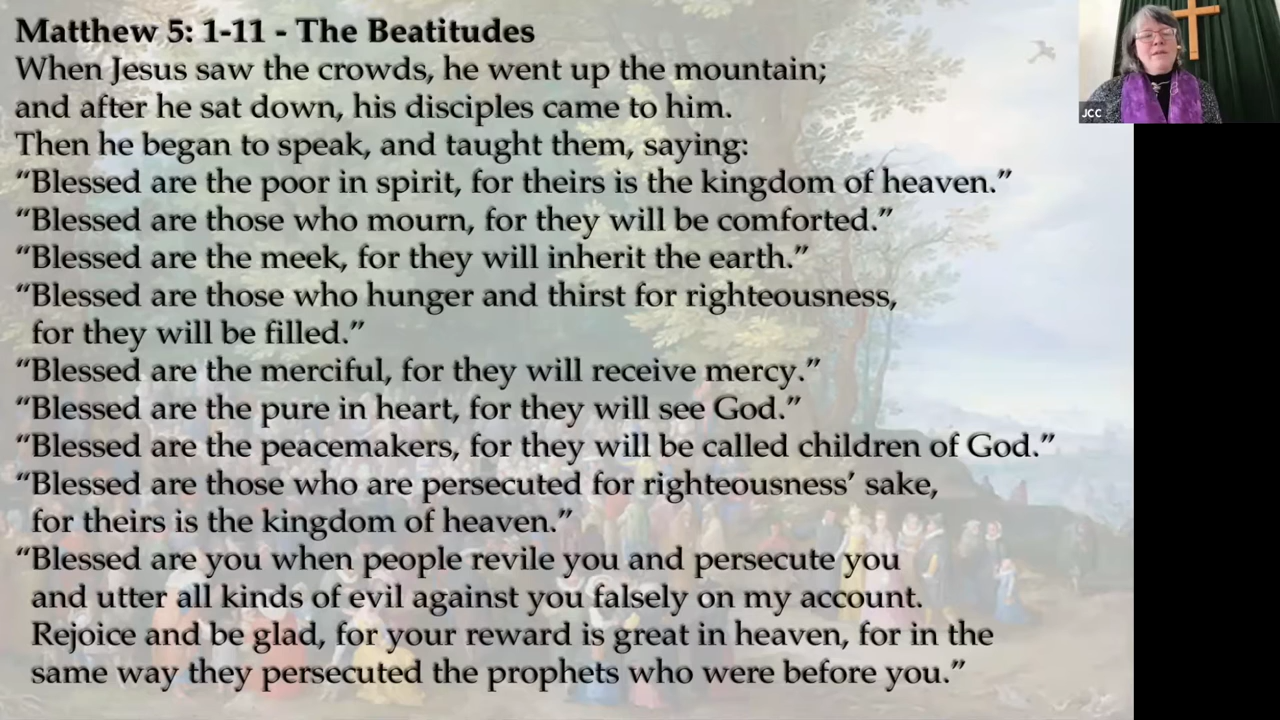 Matthew 5: 1-11 - The Beatitudes
When Jesus saw the crowds, he went up the mountain;
and after he sat down, his disciples came to him.
Then he began to speak, and taught them, saying:
“Blessed are the poor in spirit, for theirs is the kingdom of heaven.”
“Blessed are those who mourn, for they will be comforted.”
“Blessed are the meek, for they will inherit the earth.”
“Blessed are those who hunger and thirst for righteousness,
for they will be filled.”
“Blessed are the merciful, for they will receive mercy.”
“Blessed are the pure in heart, for they will see God.”
“Blessed are the peacemakers, for they will be called children of God.”
“Blessed are those who are persecuted for righteousness’ sake,
for theirs is the kingdom of heaven.”
“Blessed are you when people revile you and persecute you
and utter all kinds of evil against you falsely on my account.
Rejoice and be glad, for your reward is great in heaven, for in the
same way they persecuted the prophets who were before you.”
JCC